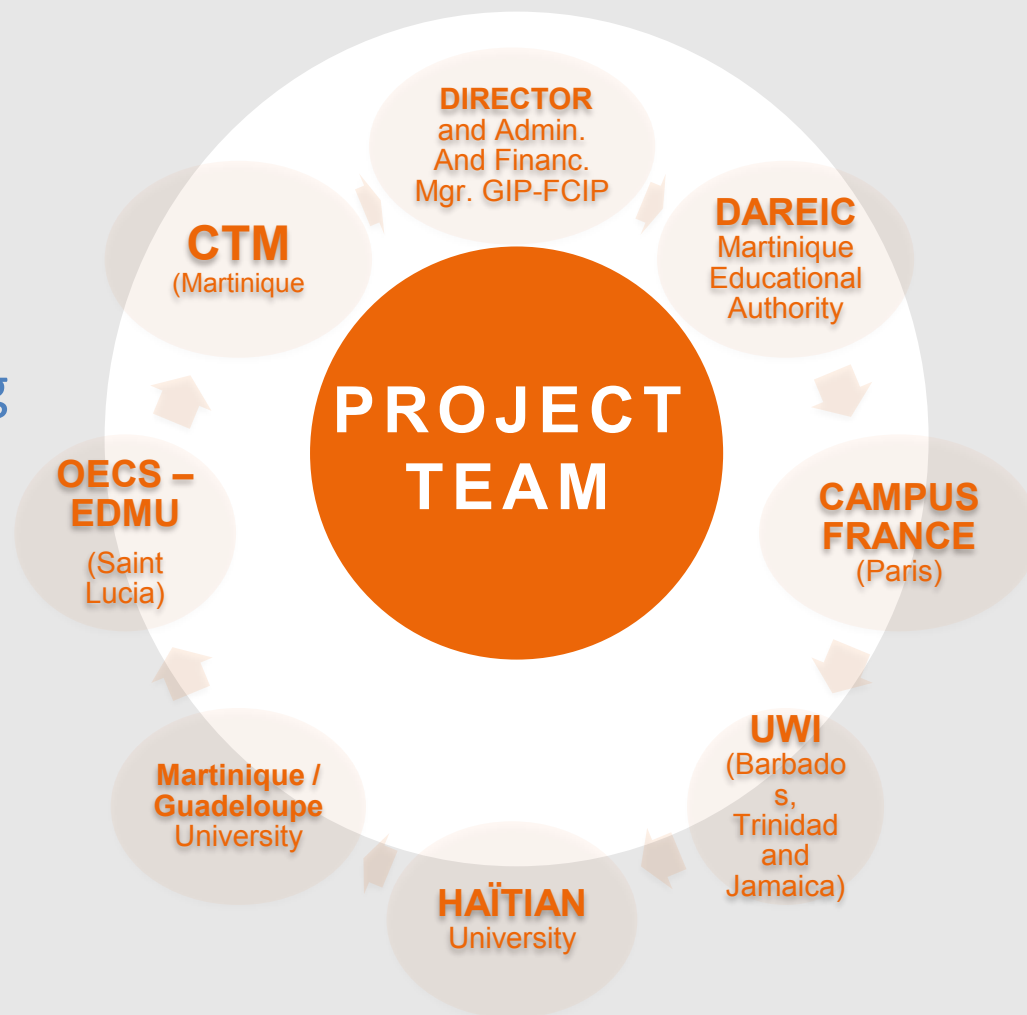 DIRECTOR
and Admin.
And Financ.
Mgr. GIP-FCIP
DAREIC
Martinique
Educational
Authority
CAMPUS
FRANCE
(Paris)
UWI
(Barbado
s,
Trinidad
and
Jamaica)
HAÏTIAN
University
Martinique /
Guadeloupe
University
OECS –
EDMU
(Saint
Lucia)
CTM
(Martinique
PROJECT
TEAM
g